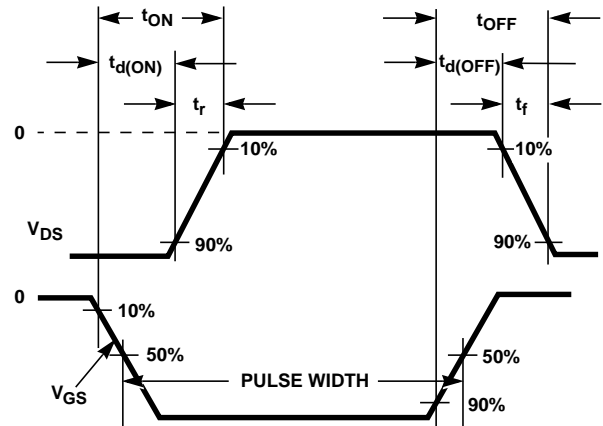 tON
tOFF
td(ON)
td(OFF)
tr
tf
0
10%
10%
VDS
90%
90%
0
10%
50%
50%
VGS
PULSE WIDTH
90%